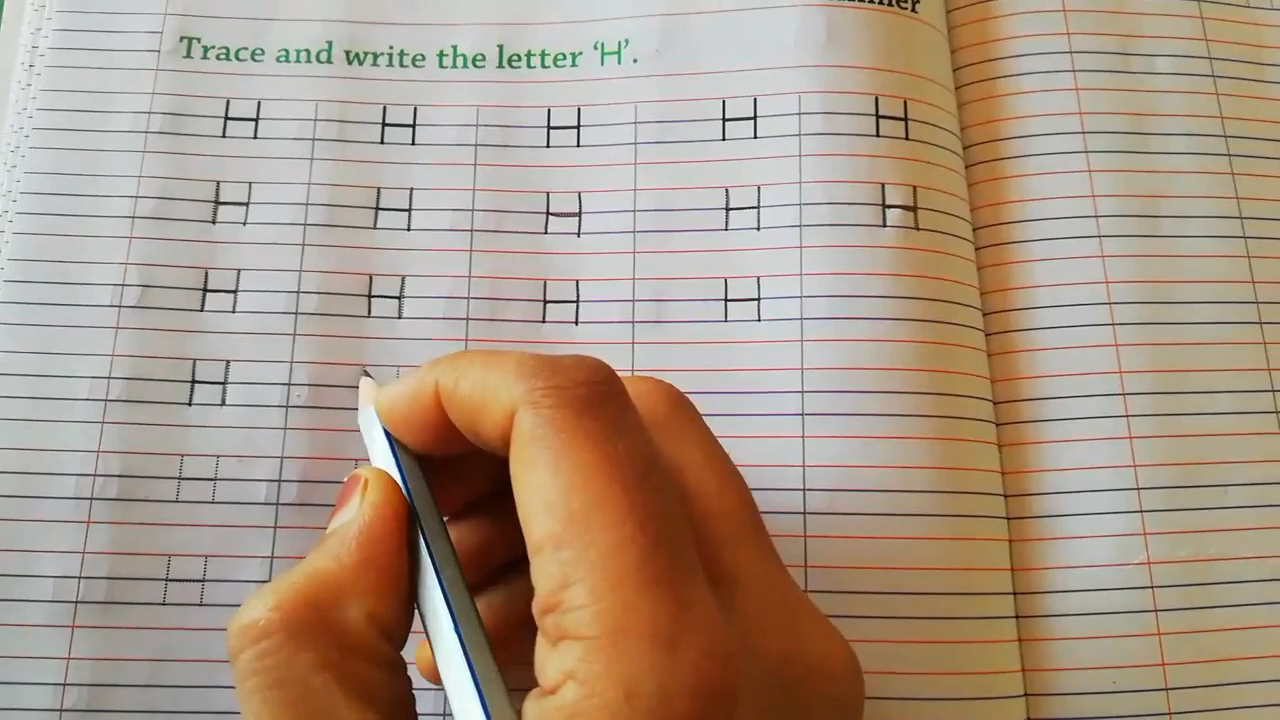 Trace and write the letter ‘H’.
H H H H H
H H H H H
H H H H
H
H
H